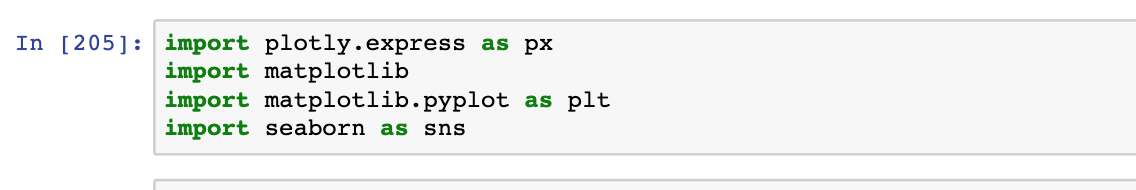 In [205]: import plotly.express as px
import matplotlib
import matplotlib.pyplot as plt
import seaborn as sns